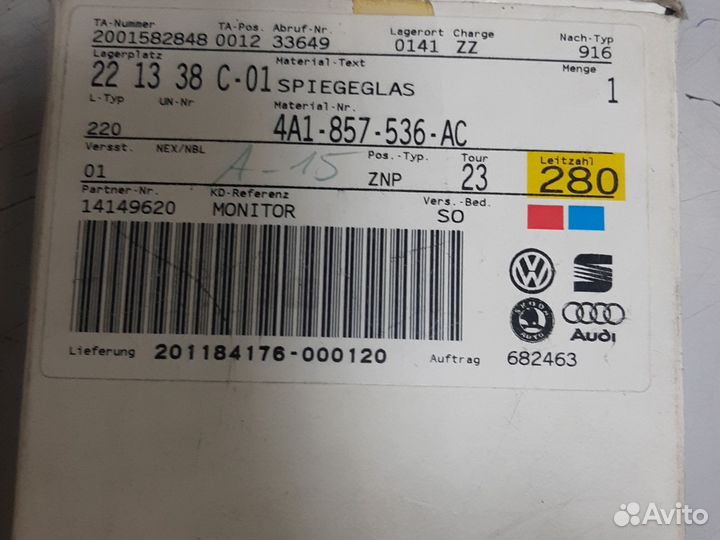 TA-Nummer TA-Pos. Abruf-Nr. Lagerort Charge Nach-Typ
2001582848 0012 33649 0141 ZZ 916
Lagerplatz Material-Text Menge
22 13 38 C-01 SPIEGEGLAS 1
L-Typ UN-Nr Material-Nr.
220 4A1-857-536-AC
Versst. NEX/NBL Pos.-Typ. Tour Leitzahl
01 A-15 ZNP 23 280
Partner-Nr. KD-Referenz Vers.-Bed.
14149620 MONITOR SO
SKODA
AUTO
Audi
Lieferung 201184176-000120 Auftrag 682463
Avito